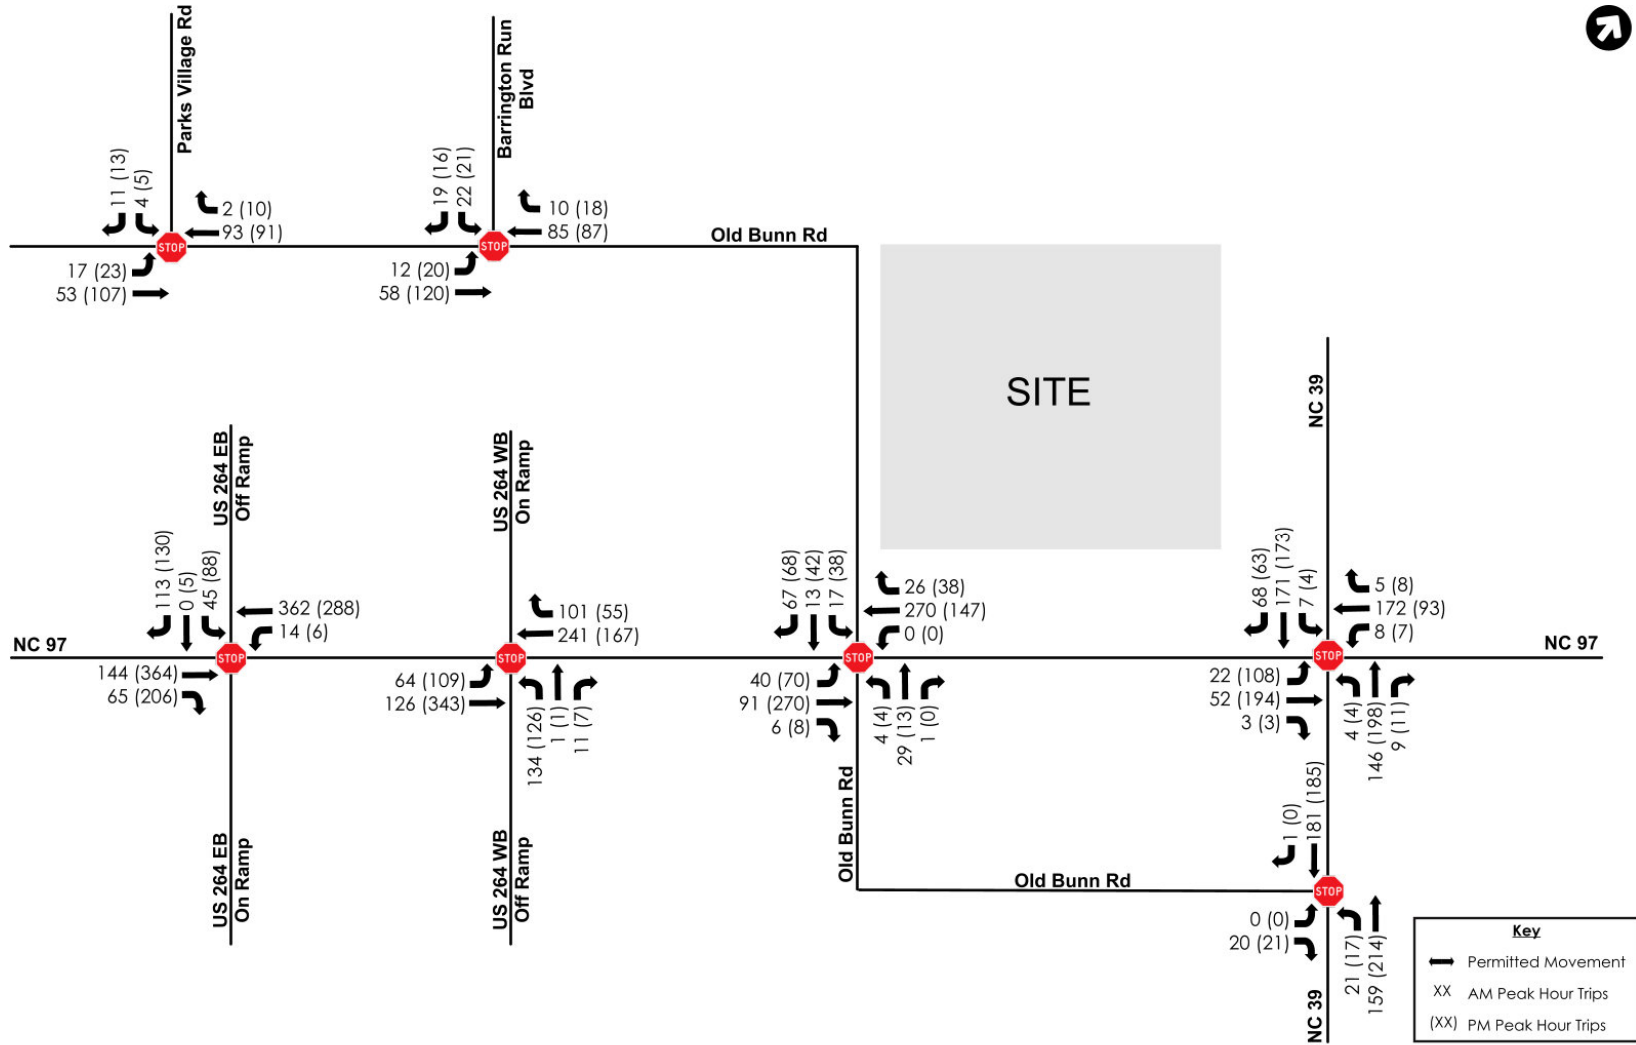 Parks Village Rd
Barrington Run
Blvd
11 (13)
4 (5)
2 (10)
93 (91)
STOP
17 (23)
53 (107)
19 (16)
22 (21)
10 (18)
85 (87)
STOP
12 (20)
58 (120)
Old Bunn Rd
SITE
NC 39
US 264 EB
Off Ramp
US 264 WB
On Ramp
113 (130)
0 (5)
45 (88)
362 (288)
14 (6)
NC 97
STOP
144 (364)
65 (206)
101 (55)
241 (167)
STOP
64 (109)
126 (343)
134 (126)
1 (1)
11 (7)
67 (68)
13 (42)
17 (38)
26 (38)
270 (147)
0 (0)
STOP
40 (70)
91 (270)
6 (8)
4 (4)
29 (13)
1 (0)
68 (63)
171 (173)
7 (4)
5 (8)
172 (93)
8 (7)
NC 97
STOP
22 (108)
52 (194)
3 (3)
4 (4)
146 (198)
9 (11)
US 264 EB
On Ramp
US 264 WB
Off Ramp
Old Bunn Rd
Old Bunn Rd
1 (0)
181 (185)
STOP
0 (0)
20 (21)
21 (17)
159 (214)
NC 39
Key
Permitted Movement
XX AM Peak Hour Trips
(XX) PM Peak Hour Trips